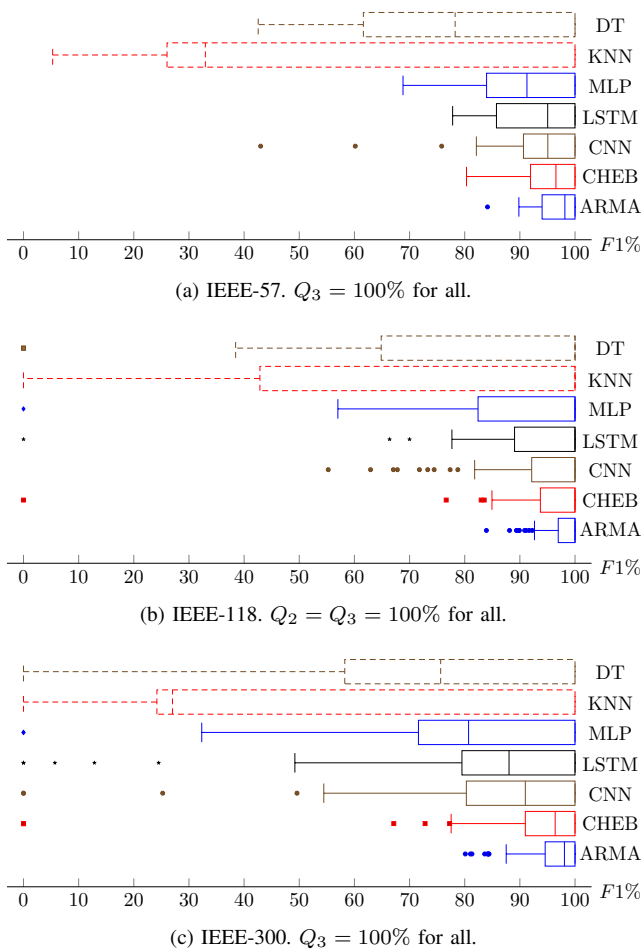 DT
KNN
MLP
LSTM
CNN
CHEB
ARMA
0 10 20 30 40 50 60 70 80 90 100 F1%
(a) IEEE-57. Q₃ = 100% for all.
DT
KNN
MLP
LSTM
CNN
CHEB
ARMA
0 10 20 30 40 50 60 70 80 90 100 F1%
(b) IEEE-118. Q₂ = Q₃ = 100% for all.
DT
KNN
MLP
LSTM
CNN
CHEB
ARMA
0 10 20 30 40 50 60 70 80 90 100 F1%
(c) IEEE-300. Q₃ = 100% for all.